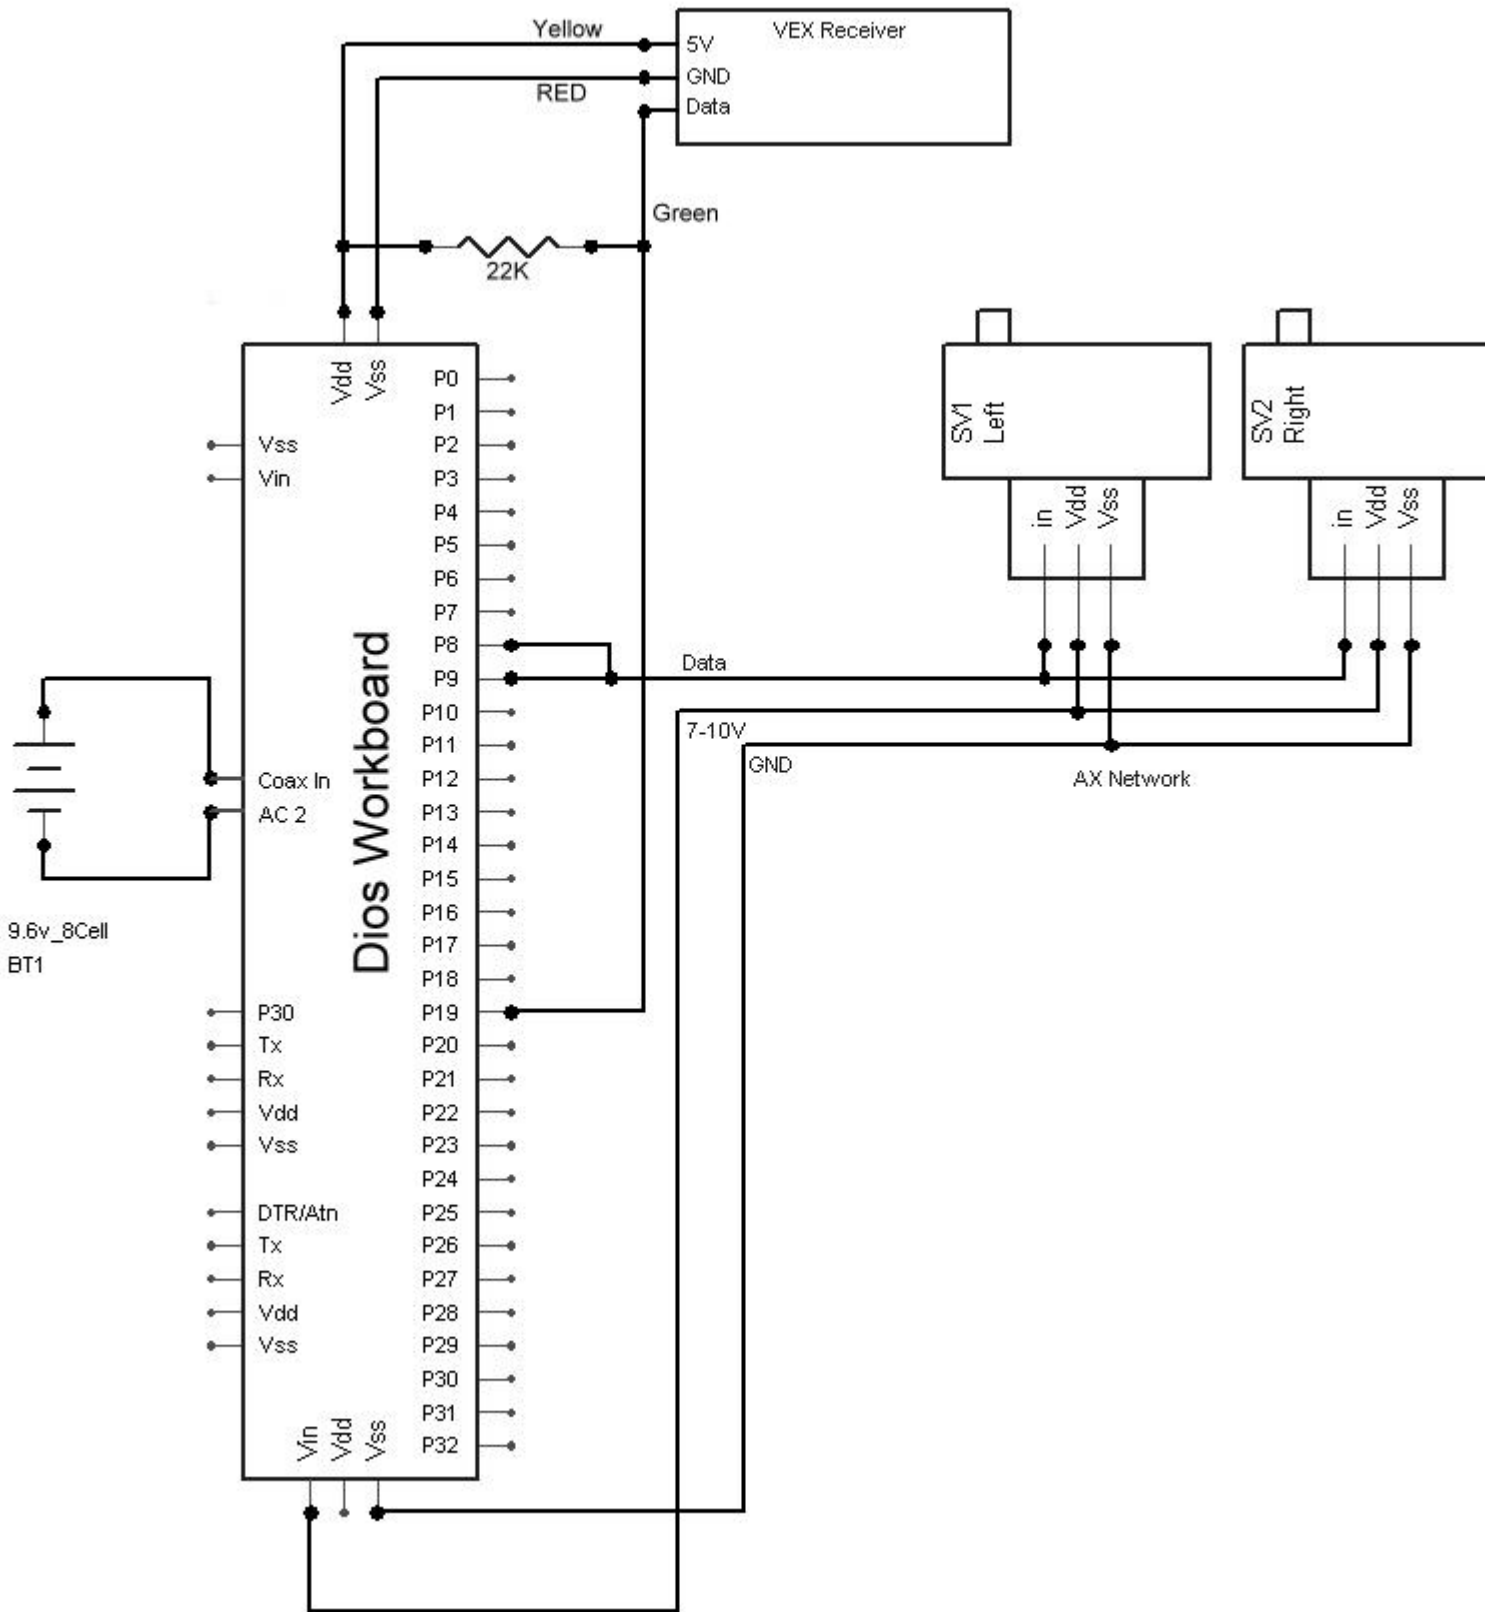 Yellow
VEX Receiver
5V
GND
RED
Data
Green
22K
Vdd
Vss
Vss
Vin
Coax In
AC 2
P30
Tx
Rx
Vdd
Vss
DTR/Atn
Tx
Rx
Vdd
Vss
Dios Workboard
P0
P1
P2
P3
P4
P5
P6
P7
P8
P9
P10
P11
P12
P13
P14
P15
P16
P17
P18
P19
P20
P21
P22
P23
P24
P25
P26
P27
P28
P29
P30
P31
P32
Vin
Vdd
Vss
9.6v_8Cell
BT1
SV1
Left
in
Vdd
Vss
SV2
Right
in
Vdd
Vss
Data
7-10V
GND
AX Network